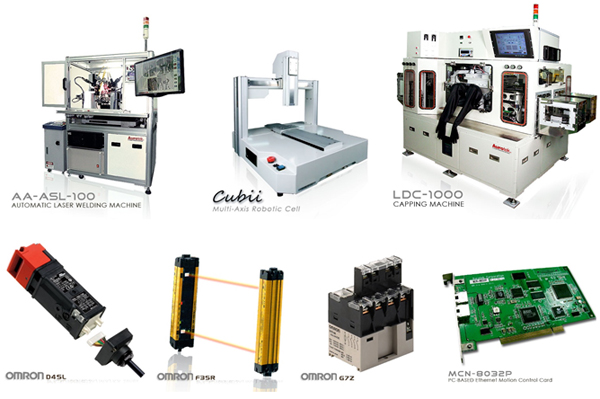 AA-ASL-100
AUTOMATIC LASER WELDING MACHINE
Cubii
Multi-Axis Robotic Cell
LDC-1000
CAPPING MACHINE
OMRON D4SL
OMRON F3SR
OMRON G7Z
MCN-8032P
PC BASED Ethernet Motion Control Card